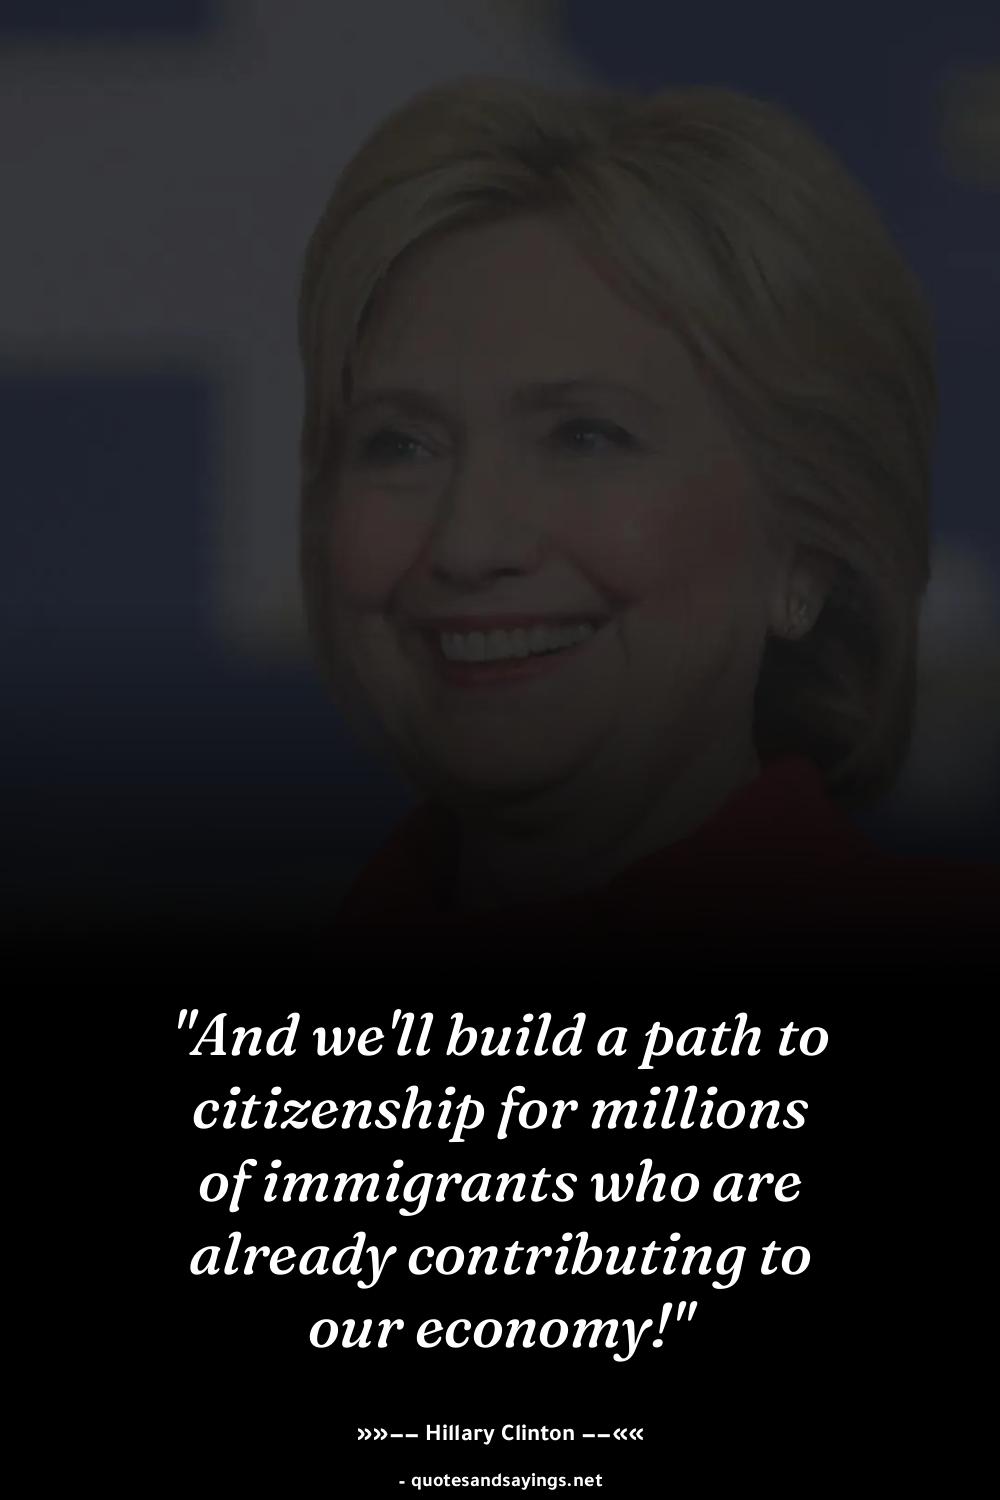 "And we'll build a path to
citizenship for millions
of immigrants who are
already contributing to
our economy!"
»»−− Hillary Clinton −−««
- quotesandsayings.net